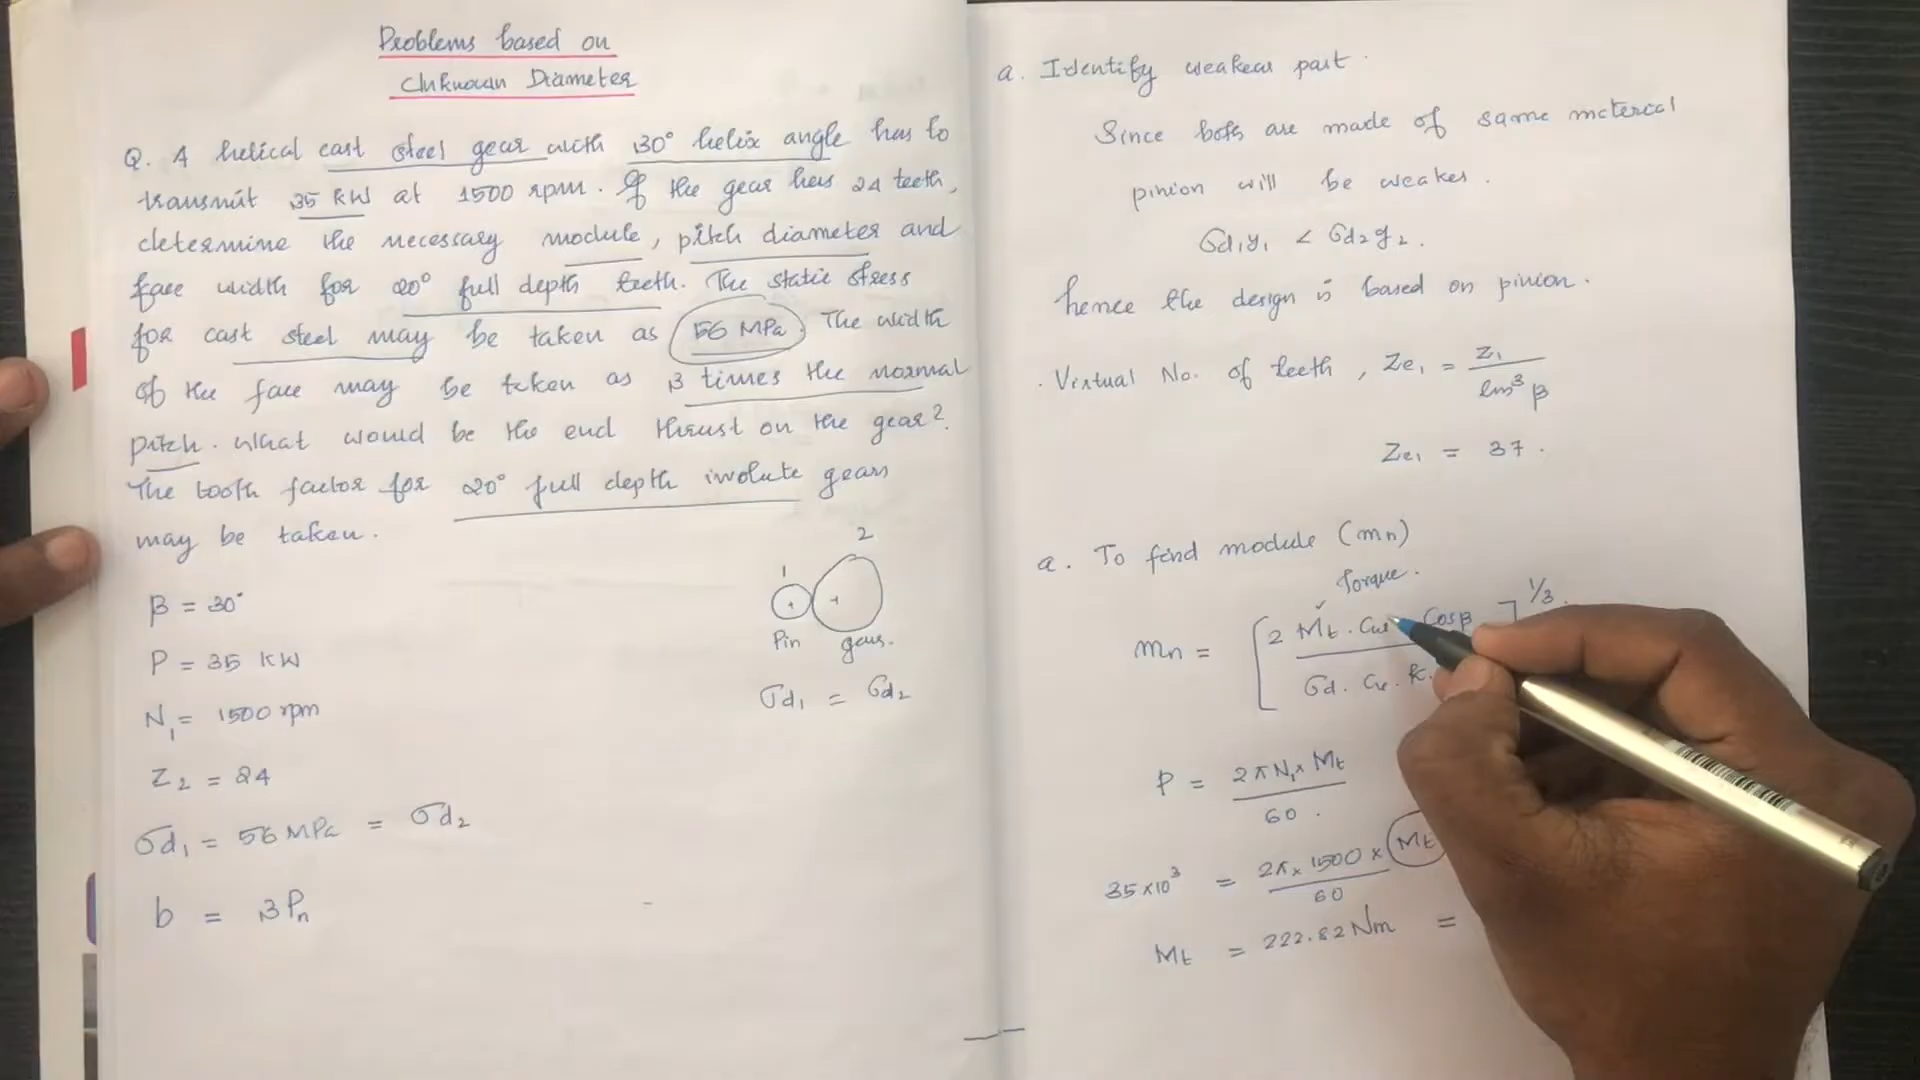 Problems based on
Unknown Diameter
Q. A helical cast steel gear with 30° helix angle has to
transmit 35 kW at 1500 rpm. If the gear has 24 teeth,
determine the necessary module, pitch diameter and
face width for 20° full depth teeth. The static stress
for cast steel may be taken as 56 MPa. The width
of the face may be taken as 3 times the normal
pitch. What would be the end thrust on the gear?
The tooth factor for 20° full depth involute gears
may be taken.
β = 30°
P = 35 kW
N₁ = 1500 rpm
Z₂ = 24
σd₁ = 56 MPa = σd₂
b = 3Pn
1 2
Pin gear.
σd₁ = σd₂
a. Identify weaker part.
Since both are made of same material
pinion will be weaker.
σd₁y₁ < σd₂y₂.
hence the design is based on pinion.
Virtual No. of teeth, Ze₁ = Z₁ / cos³ β
Ze₁ = 37.
a. To find module (mn)
Torque.
mn = [ 2 Mt. Cw Cosβ / σd. Cv. k. ]^1/3
P = 2πN₁ × Mt / 60.
35×10³ = 2π × 1500 × Mt / 60
Mt = 222.82 Nm =